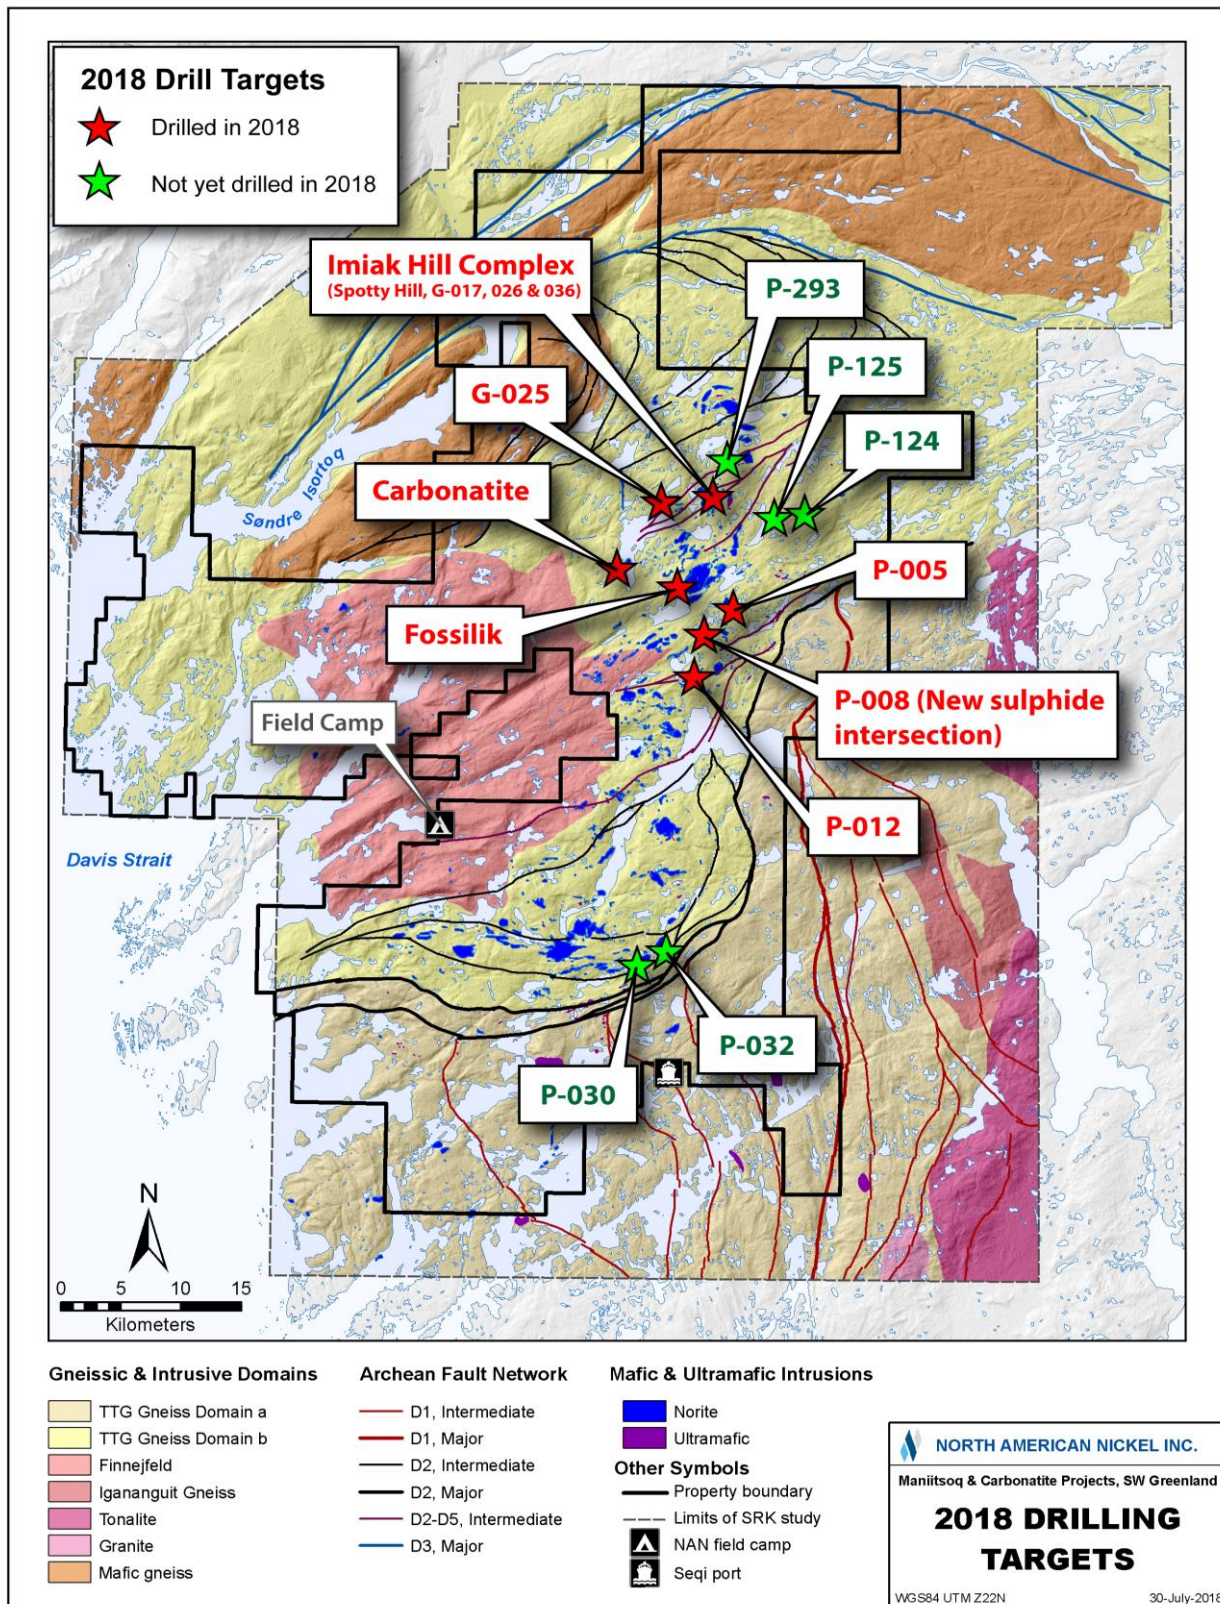 2018 Drill Targets
Drilled in 2018
Not yet drilled in 2018
Imiak Hill Complex
(Spotty Hill, G-017, 026 & 036)
P-293
P-125
G-025
P-124
Carbonatite
Søndre Isortoq
P-005
Fossilik
P-008 (New sulphide
intersection)
Field Camp
P-012
Davis Strait
P-032
P-030
N
0 5 10 15
Kilometers
Gneissic & Intrusive Domains
TTG Gneiss Domain a
TTG Gneiss Domain b
Finnejfeld
Igananguit Gneiss
Tonalite
Granite
Mafic gneiss
Archean Fault Network
D1, Intermediate
D1, Major
D2, Intermediate
D2, Major
D2-D5, Intermediate
D3, Major
Mafic & Ultramafic Intrusions
Norite
Ultramafic
Other Symbols
Property boundary
Limits of SRK study
NAN field camp
Seqi port
NORTH AMERICAN NICKEL INC.
Maniitsoq & Carbonatite Projects, SW Greenland
2018 DRILLING
TARGETS
WGS84 UTM Z22N 30-July-2018